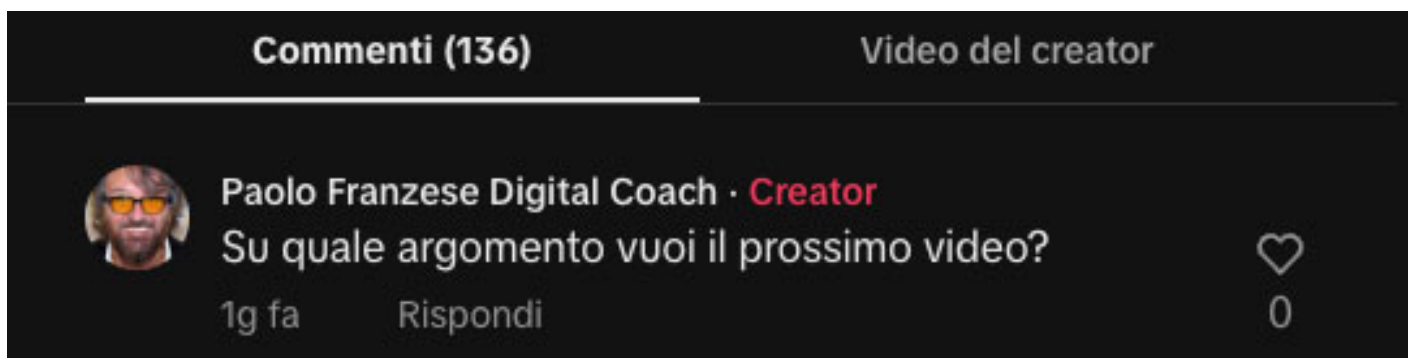 Commenti (136)
Video del creator
Paolo Franzese Digital Coach · Creator
Su quale argomento vuoi il prossimo video?
1g fa
Rispondi
0